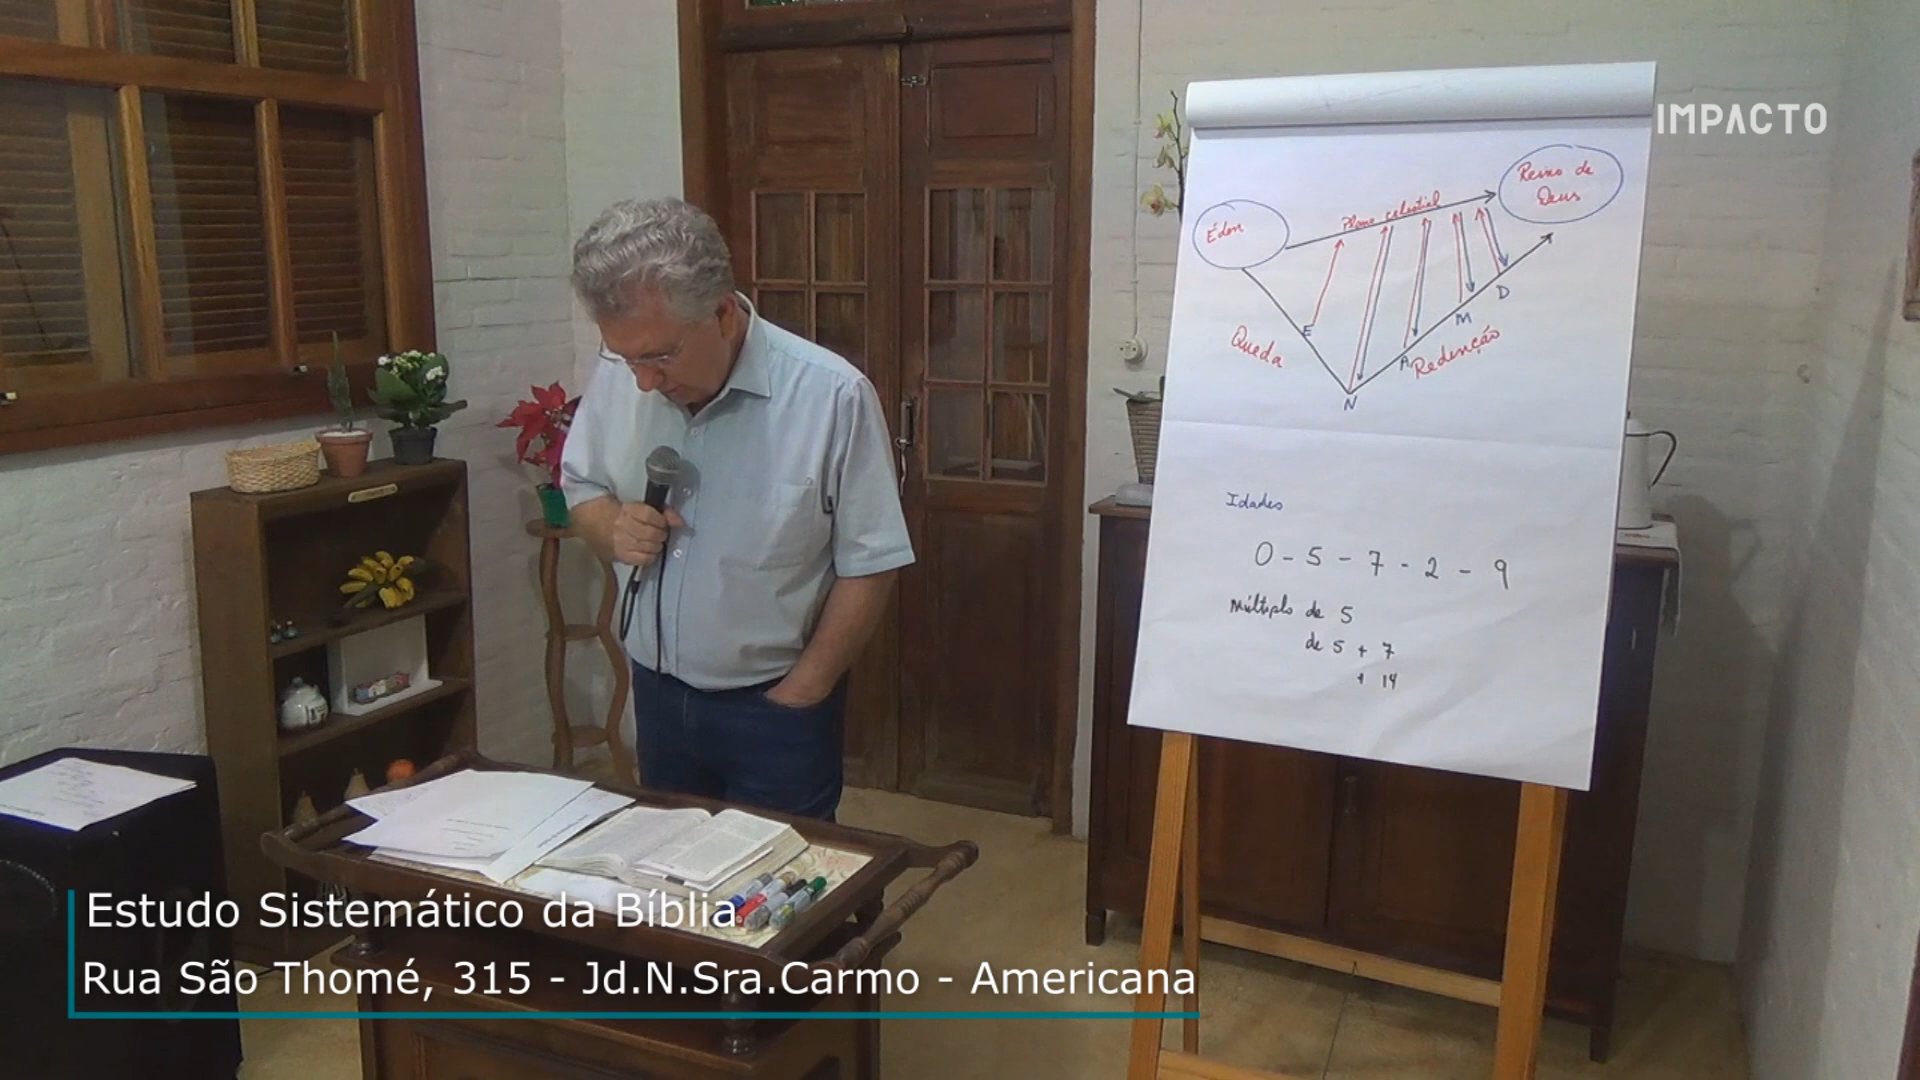 IMPACTO
Reino de
Deus
Plano celestial
Éden
E
D
M
Queda
A
Redenção
N
Idades
0 - 5 - 7 - 2 - 9
Múltiplo de 5
de 5 + 7
+ 14
Estudo Sistemático da Bíblia
Rua São Thomé, 315 - Jd.N.Sra.Carmo - Americana